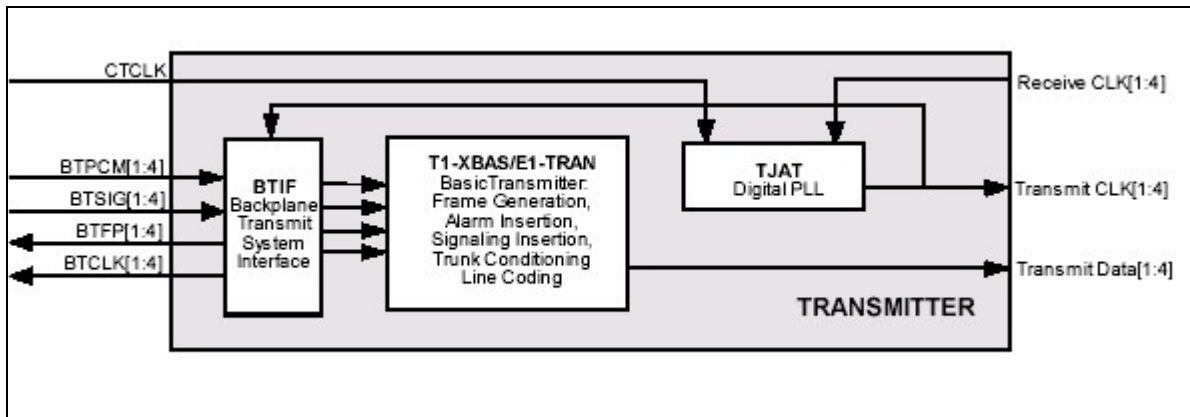 CTCLK
Receive CLK[1:4]
BTPCM[1:4]
BTSIG[1:4]
BTFP[1:4]
BTCLK[1:4]
BTIF
Backplane
Transmit
System
Interface
T1-XBAS/E1-TRAN
BasicTransmitter:
Frame Generation,
Alarm Insertion,
Signaling Insertion,
Trunk Conditioning
Line Coding
TJAT
Digital PLL
Transmit CLK[1:4]
Transmit Data[1:4]
TRANSMITTER